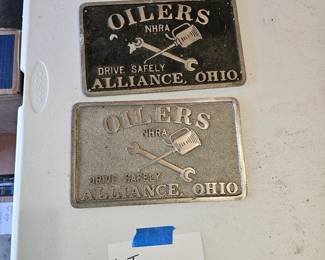 OILERS
NHRA
DRIVE SAFELY
ALLIANCE, OHIO
OILERS
NHRA
DRIVE SAFELY
ALLIANCE, OHIO